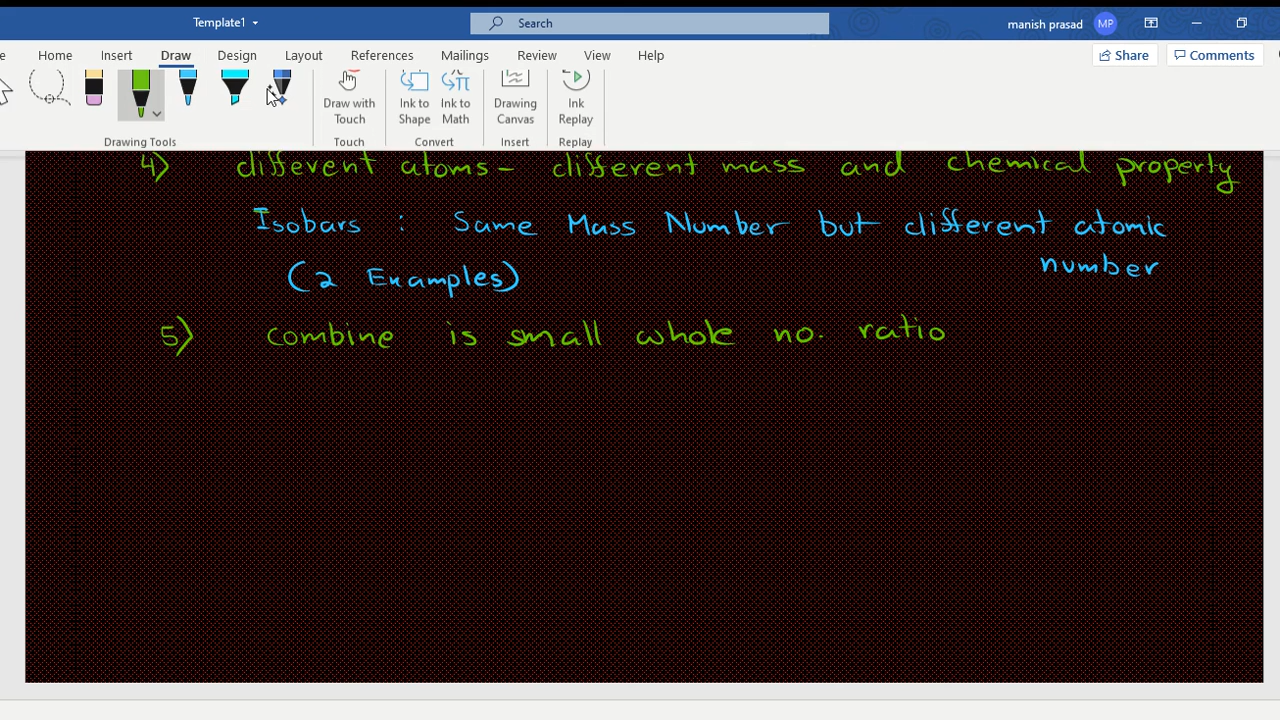 Template1
Search
manish prasad
MP
e Home Insert Draw Design Layout References Mailings Review View Help
Share
Comments
Draw with Touch
Ink to Shape
Ink to Math
Drawing Canvas
Ink Replay
Drawing Tools
Touch
Convert
Insert
Replay
4) different atoms - different mass and chemical property
Isobars : Same Mass Number but different atomic
number
(2 Examples)
5) combine is small whole no. ratio